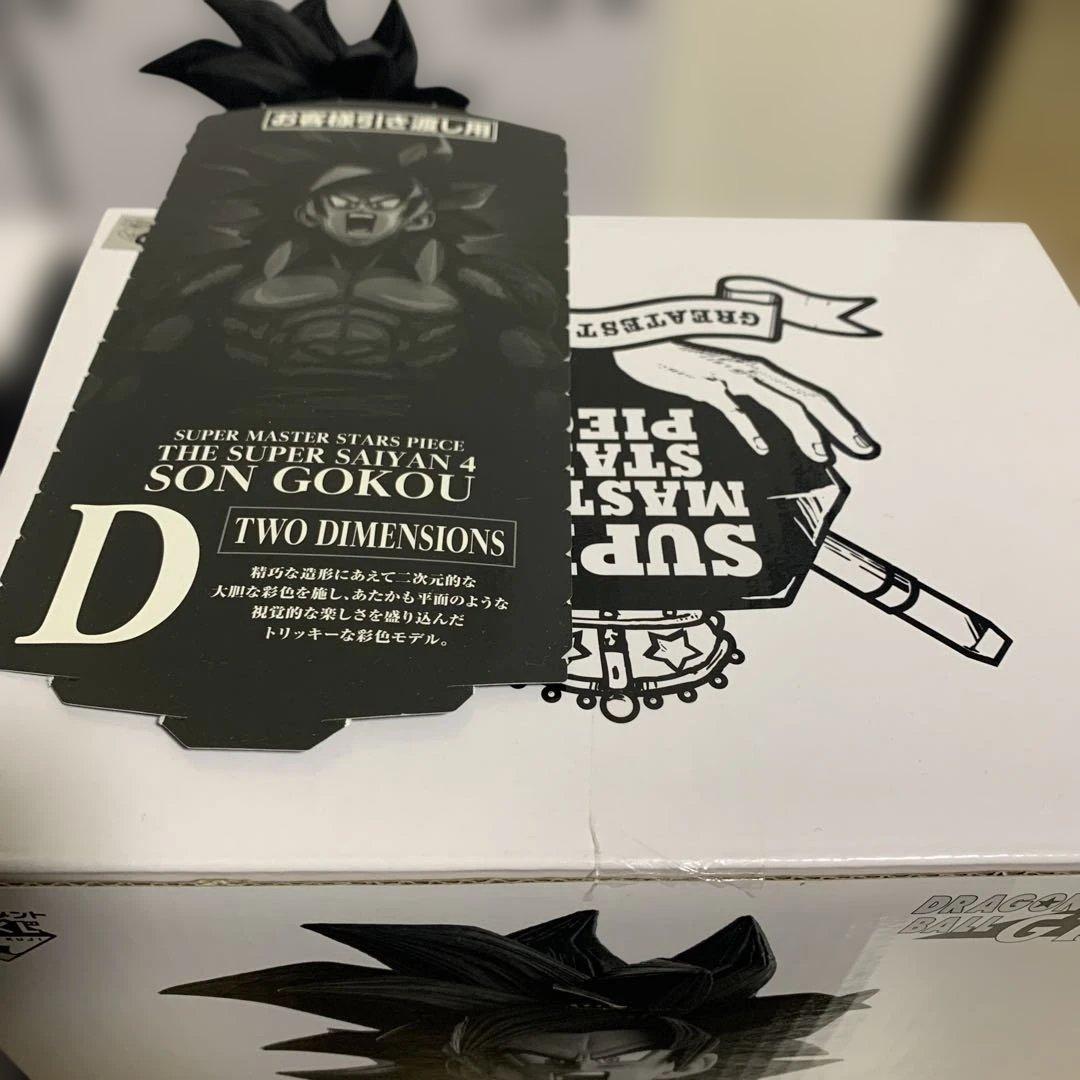 お客様引き渡し用
SUPER MASTER STARS PIECE
THE SUPER SAIYAN 4
SON GOKOU
D
TWO DIMENSIONS
精巧な造形にあえて二次元的な
大胆な彩色を施し、あたかも平面のような
視覚的な楽しさを盛り込んだ
トリッキーな彩色モデル。
GREATEST
SUP
MAST
STA
PIE
DRAGON
BALL GT